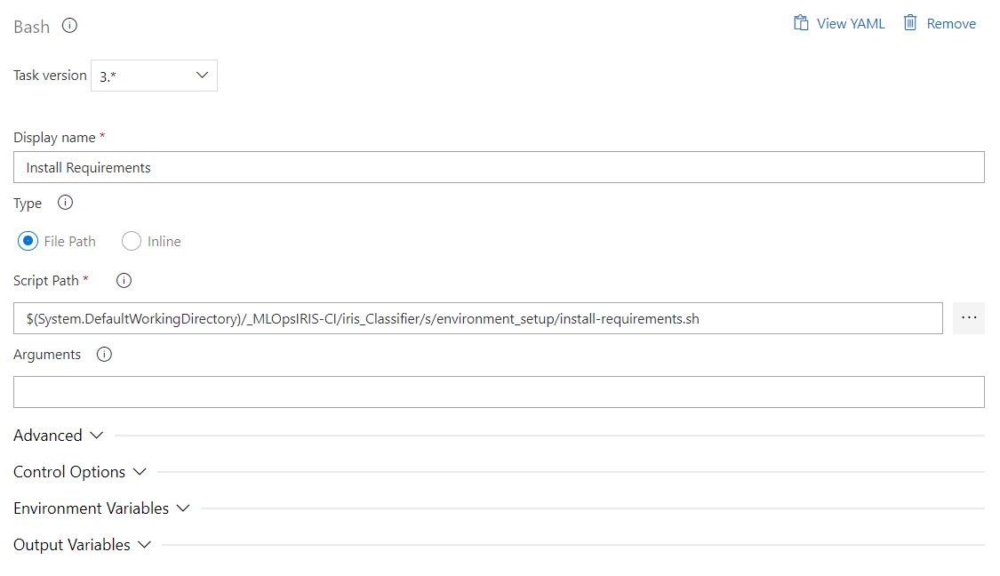 Bash
View YAML Remove
Task version 3.*
Display name *
Install Requirements
Type
File Path Inline
Script Path *
$(System.DefaultWorkingDirectory)/_MLOpsIRIS-CI/iris_Classifier/s/environment_setup/install-requirements.sh
...
Arguments
Advanced
Control Options
Environment Variables
Output Variables